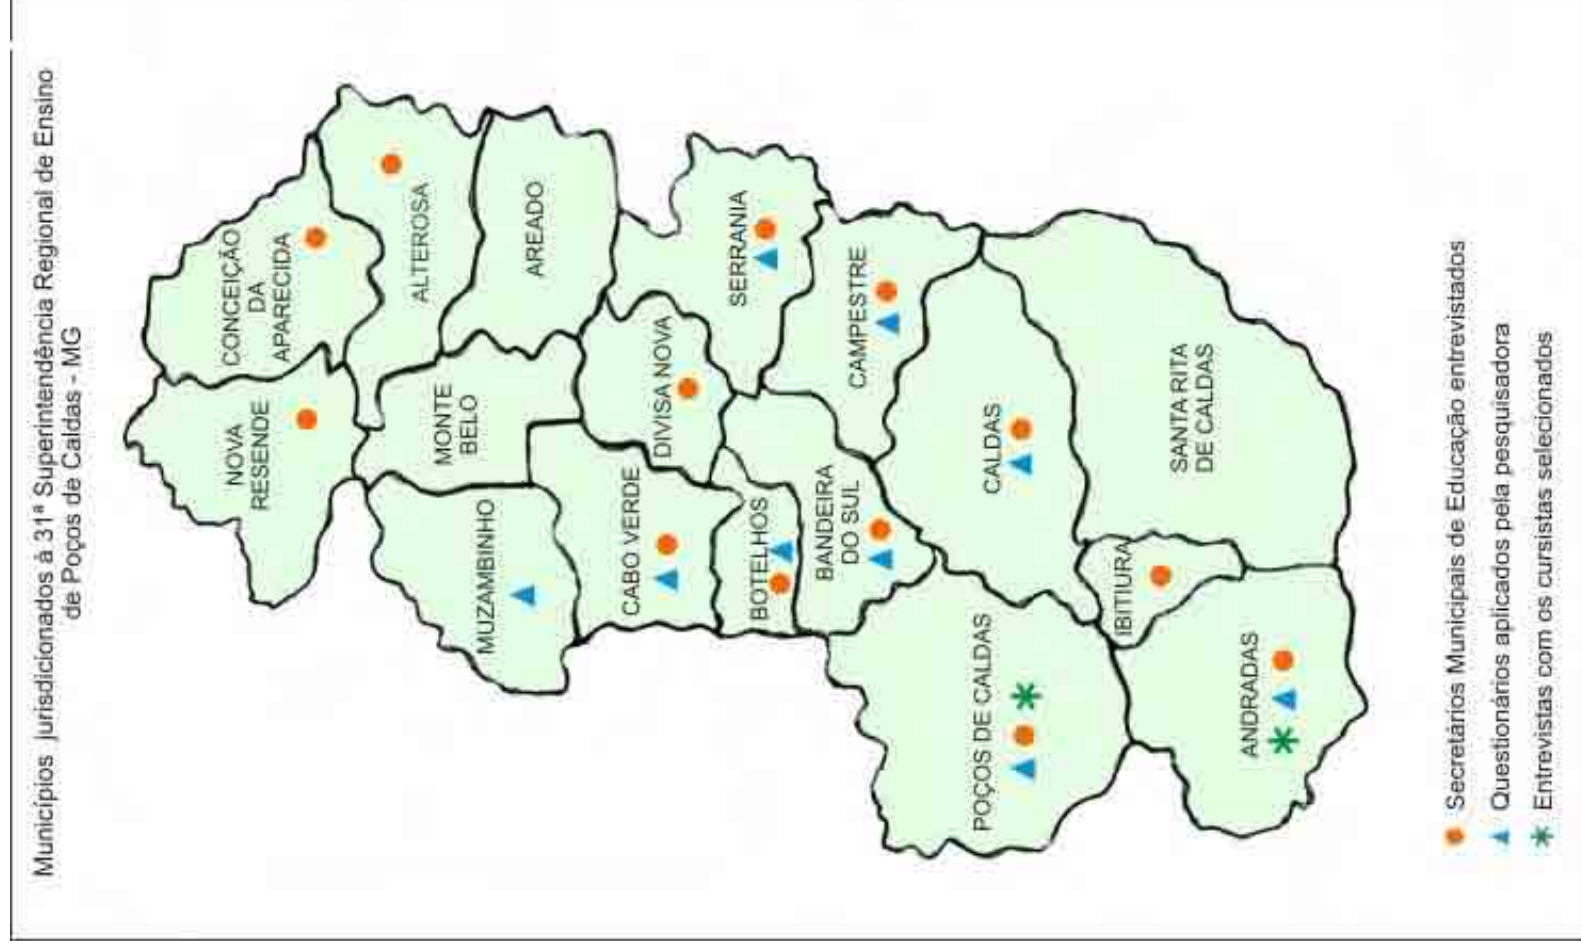 Municípios jurisdicionados à 31ª Superintendência Regional de Ensino
de Poços de Caldas - MG
NOVA
RESENDE
CONCEIÇÃO
DA
APARECIDA
ALTEROSA
AREADO
MONTE
BELO
MUZAMBINHO
CABO VERDE
DIVISA NOVA
SERRANIA
BOTELHOS
BANDEIRA
DO SUL
CAMPESTRE
POÇOS DE CALDAS
CALDAS
IBITIURA
SANTA RITA
DE CALDAS
ANDRADAS
Secretários Municipais de Educação entrevistados
Questionários aplicados pela pesquisadora
Entrevistas com os cursistas selecionados